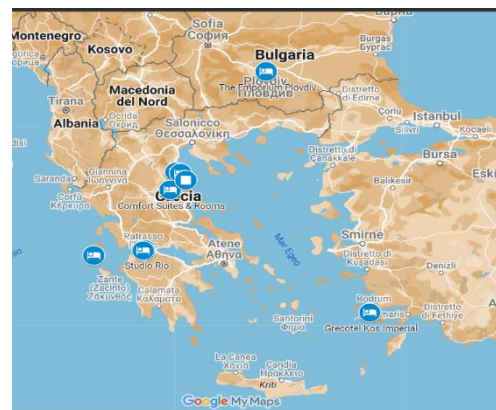 Sofia
София
Montenegro
Kosovo
Bulgaria
Burgas
Бургас
Plovdiv
Пловдив
The Emporium Plovdiv
Tirana
Macedonia
del Nord
Ocrida
Охрид
Albania
Distretto
di Edirne
Çorlu
Silivri
Istanbul
Kocaeli
Salonicco
Θεσσαλονίκη
Distretto di
Çanakkale
Bursa
Balıkesir
Saranda
Giannina
Ιωάννινα
Corfù
Κέρκυρα
Grecia
Comfort Suites & Rooms
Mar Egeo
Smirne
Distretto di
Kuşadası
Denizli
Patrasso
Studio Rio
Atene
Αθήνα
Zante
(Zacinto)
Ζάκυνθος
Calamata
Καλαμάτα
Bodrum
Marmaris
Distretto
di Fethiye
Grecotel Kos Imperial
Santorini
Θήρα
La Canea
Χανιά
Candia
Ηράκλειο
Kriti
Google My Maps